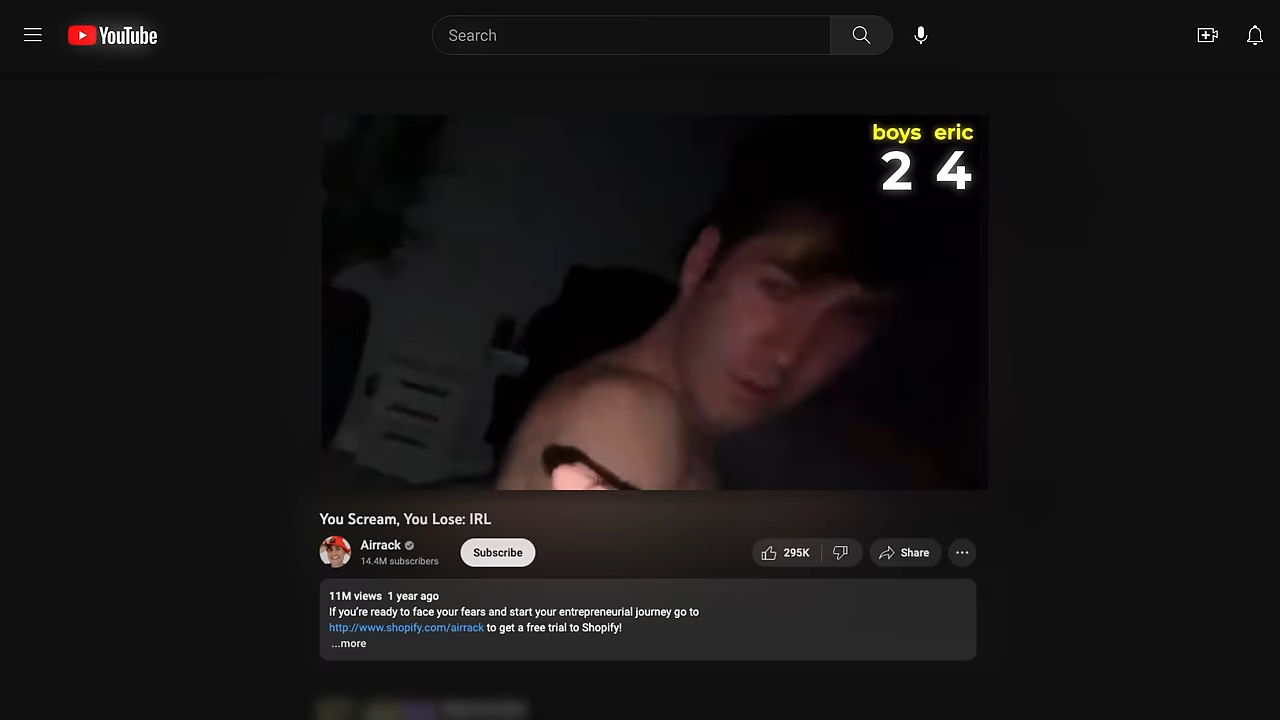 YouTube
Search
boys eric
2 4
You Scream, You Lose: IRL
Airrack
14.4M subscribers
Subscribe
295K
Share
11M views 1 year ago
If you're ready to face your fears and start your entrepreneurial journey go to
http://www.shopify.com/airrack to get a free trial to Shopify!
...more